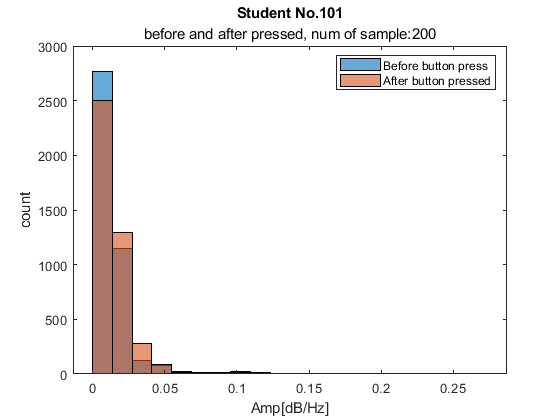 Student No.101
before and after pressed, num of sample:200
3000
2500
2000
1500
1000
500
0
count
Before button press
After button pressed
0 0.05 0.1 0.15 0.2 0.25
Amp[dB/Hz]